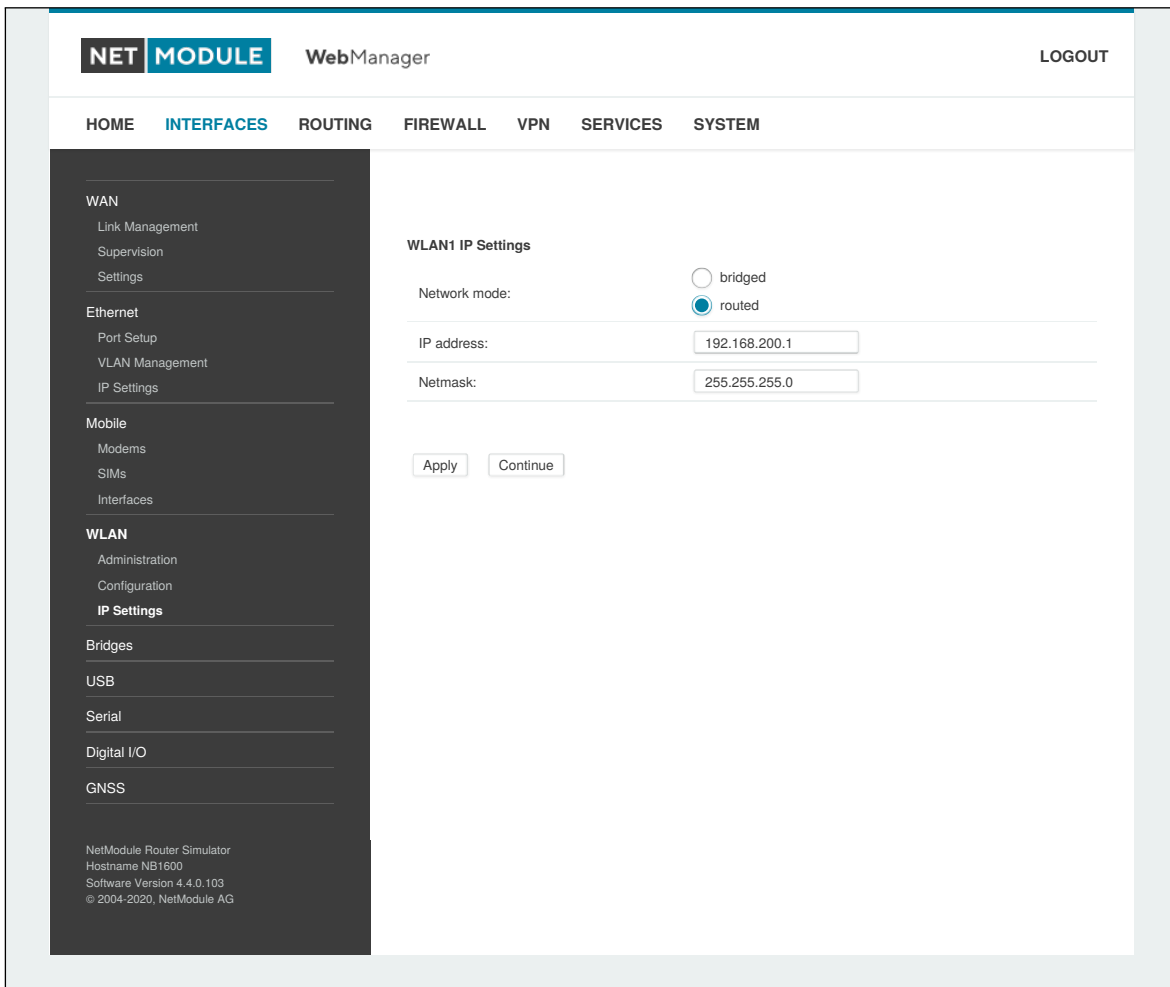 NET MODULE WebManager LOGOUT
HOME INTERFACES ROUTING FIREWALL VPN SERVICES SYSTEM
WAN
Link Management
Supervision
Settings
Ethernet
Port Setup
VLAN Management
IP Settings
Mobile
Modems
SIMs
Interfaces
WLAN
Administration
Configuration
IP Settings
Bridges
USB
Serial
Digital I/O
GNSS
NetModule Router Simulator
Hostname NB1600
Software Version 4.4.0.103
© 2004-2020, NetModule AG
WLAN1 IP Settings
Network mode:
bridged
routed
IP address: 192.168.200.1
Netmask: 255.255.255.0
Apply Continue